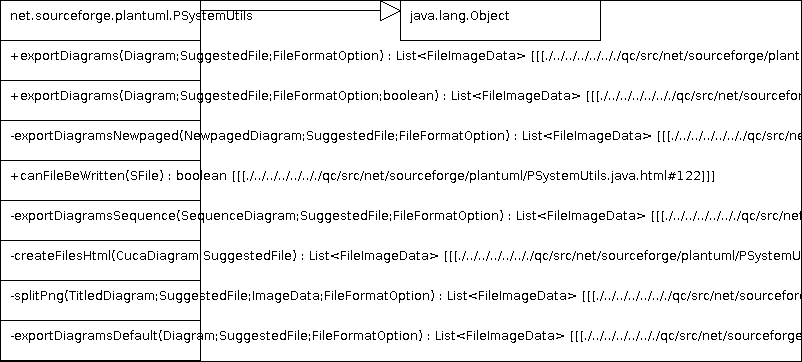 net.sourceforge.plantuml.PSystemUtils
java.lang.Object
+exportDiagrams(Diagram;SuggestedFile;FileFormatOption) : List<FileImageData> [[[./../../../../../../qc/src/net/sourceforge/plant
+exportDiagrams(Diagram;SuggestedFile;FileFormatOption;boolean) : List<FileImageData> [[[./../../../../../../qc/src/net/sourcefor
-exportDiagramsNewpaged(NewpagedDiagram;SuggestedFile;FileFormatOption) : List<FileImageData> [[[./../../../../../../qc/src/ne
+canFileBeWritten(SFile) : boolean [[[./../../../../../../qc/src/net/sourceforge/plantuml/PSystemUtils.java.html#122]]]
-exportDiagramsSequence(SequenceDiagram;SuggestedFile;FileFormatOption) : List<FileImageData> [[[./../../../../../../qc/src/net
-createFilesHtml(CucaDiagram;SuggestedFile) : List<FileImageData> [[[./../../../../../../qc/src/net/sourceforge/plantuml/PSystemU
-splitPng(TitledDiagram;SuggestedFile;ImageData;FileFormatOption) : List<FileImageData> [[[./../../../../../../qc/src/net/sourcefor
-exportDiagramsDefault(Diagram;SuggestedFile;FileFormatOption) : List<FileImageData> [[[./../../../../../../qc/src/net/sourceforge